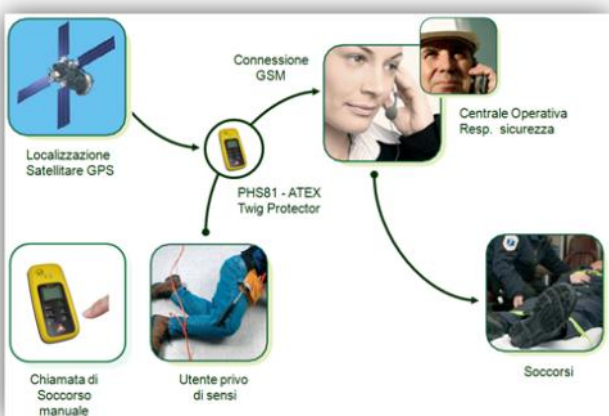 Connessione
GSM
Centrale Operativa
Resp. sicurezza
Localizzazione
Satellitare GPS
PHS81 - ATEX
Twig Protector
Chiamata di
Soccorso
manuale
Utente privo
di sensi
Soccorsi